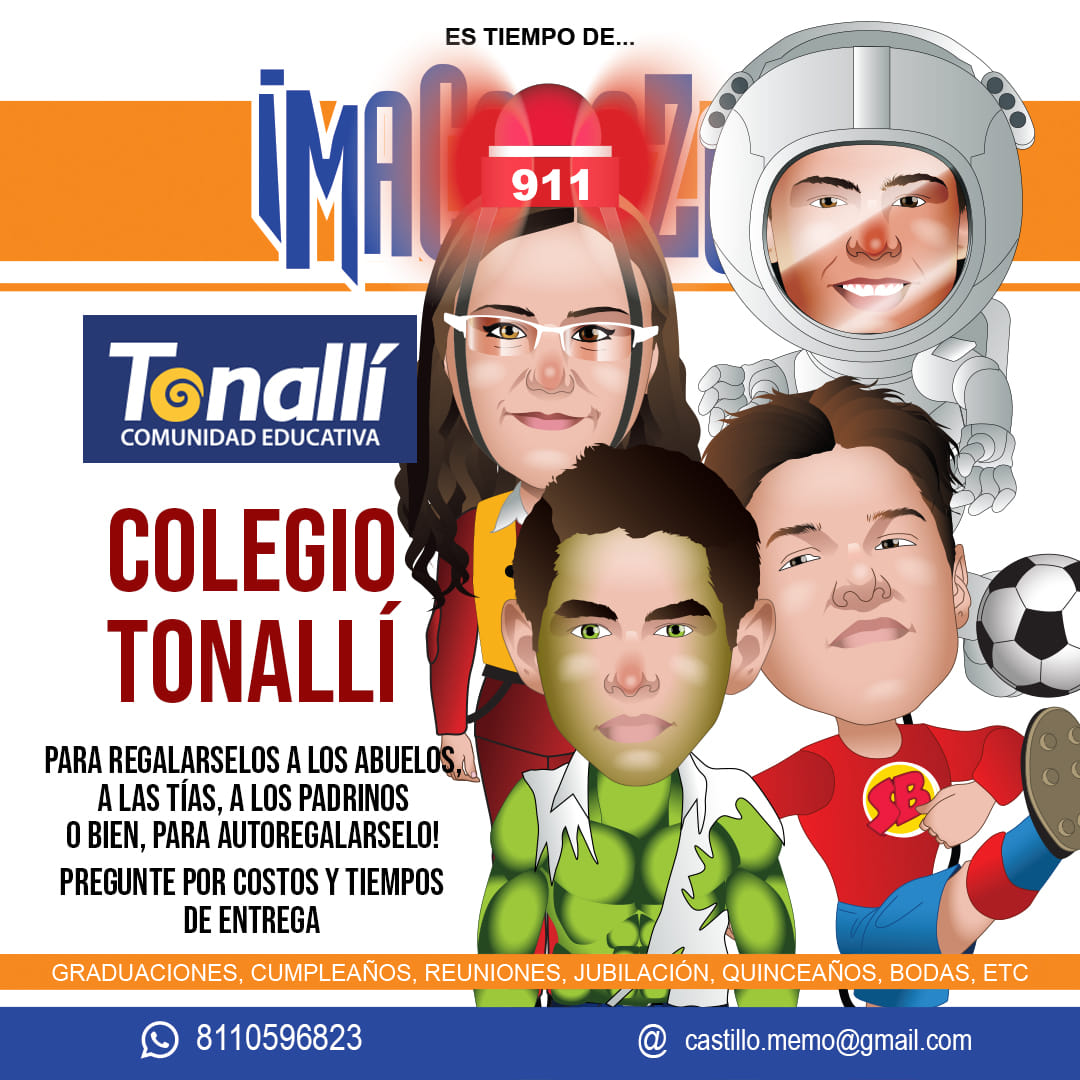 ES TIEMPO DE...
911
Tonallí
COMUNIDAD EDUCATIVA
COLEGIO
TONALLÍ
PARA REGALARSELOS A LOS ABUELOS,
A LAS TÍAS, A LOS PADRINOS
O BIEN, PARA AUTOREGALARSELO!
PREGUNTE POR COSTOS Y TIEMPOS
DE ENTREGA
SB
GRADUACIONES, CUMPLEAÑOS, REUNIONES, JUBILACIÓN, QUINCEAÑOS, BODAS, ETC
8110596823
@ castillo.memo@gmail.com